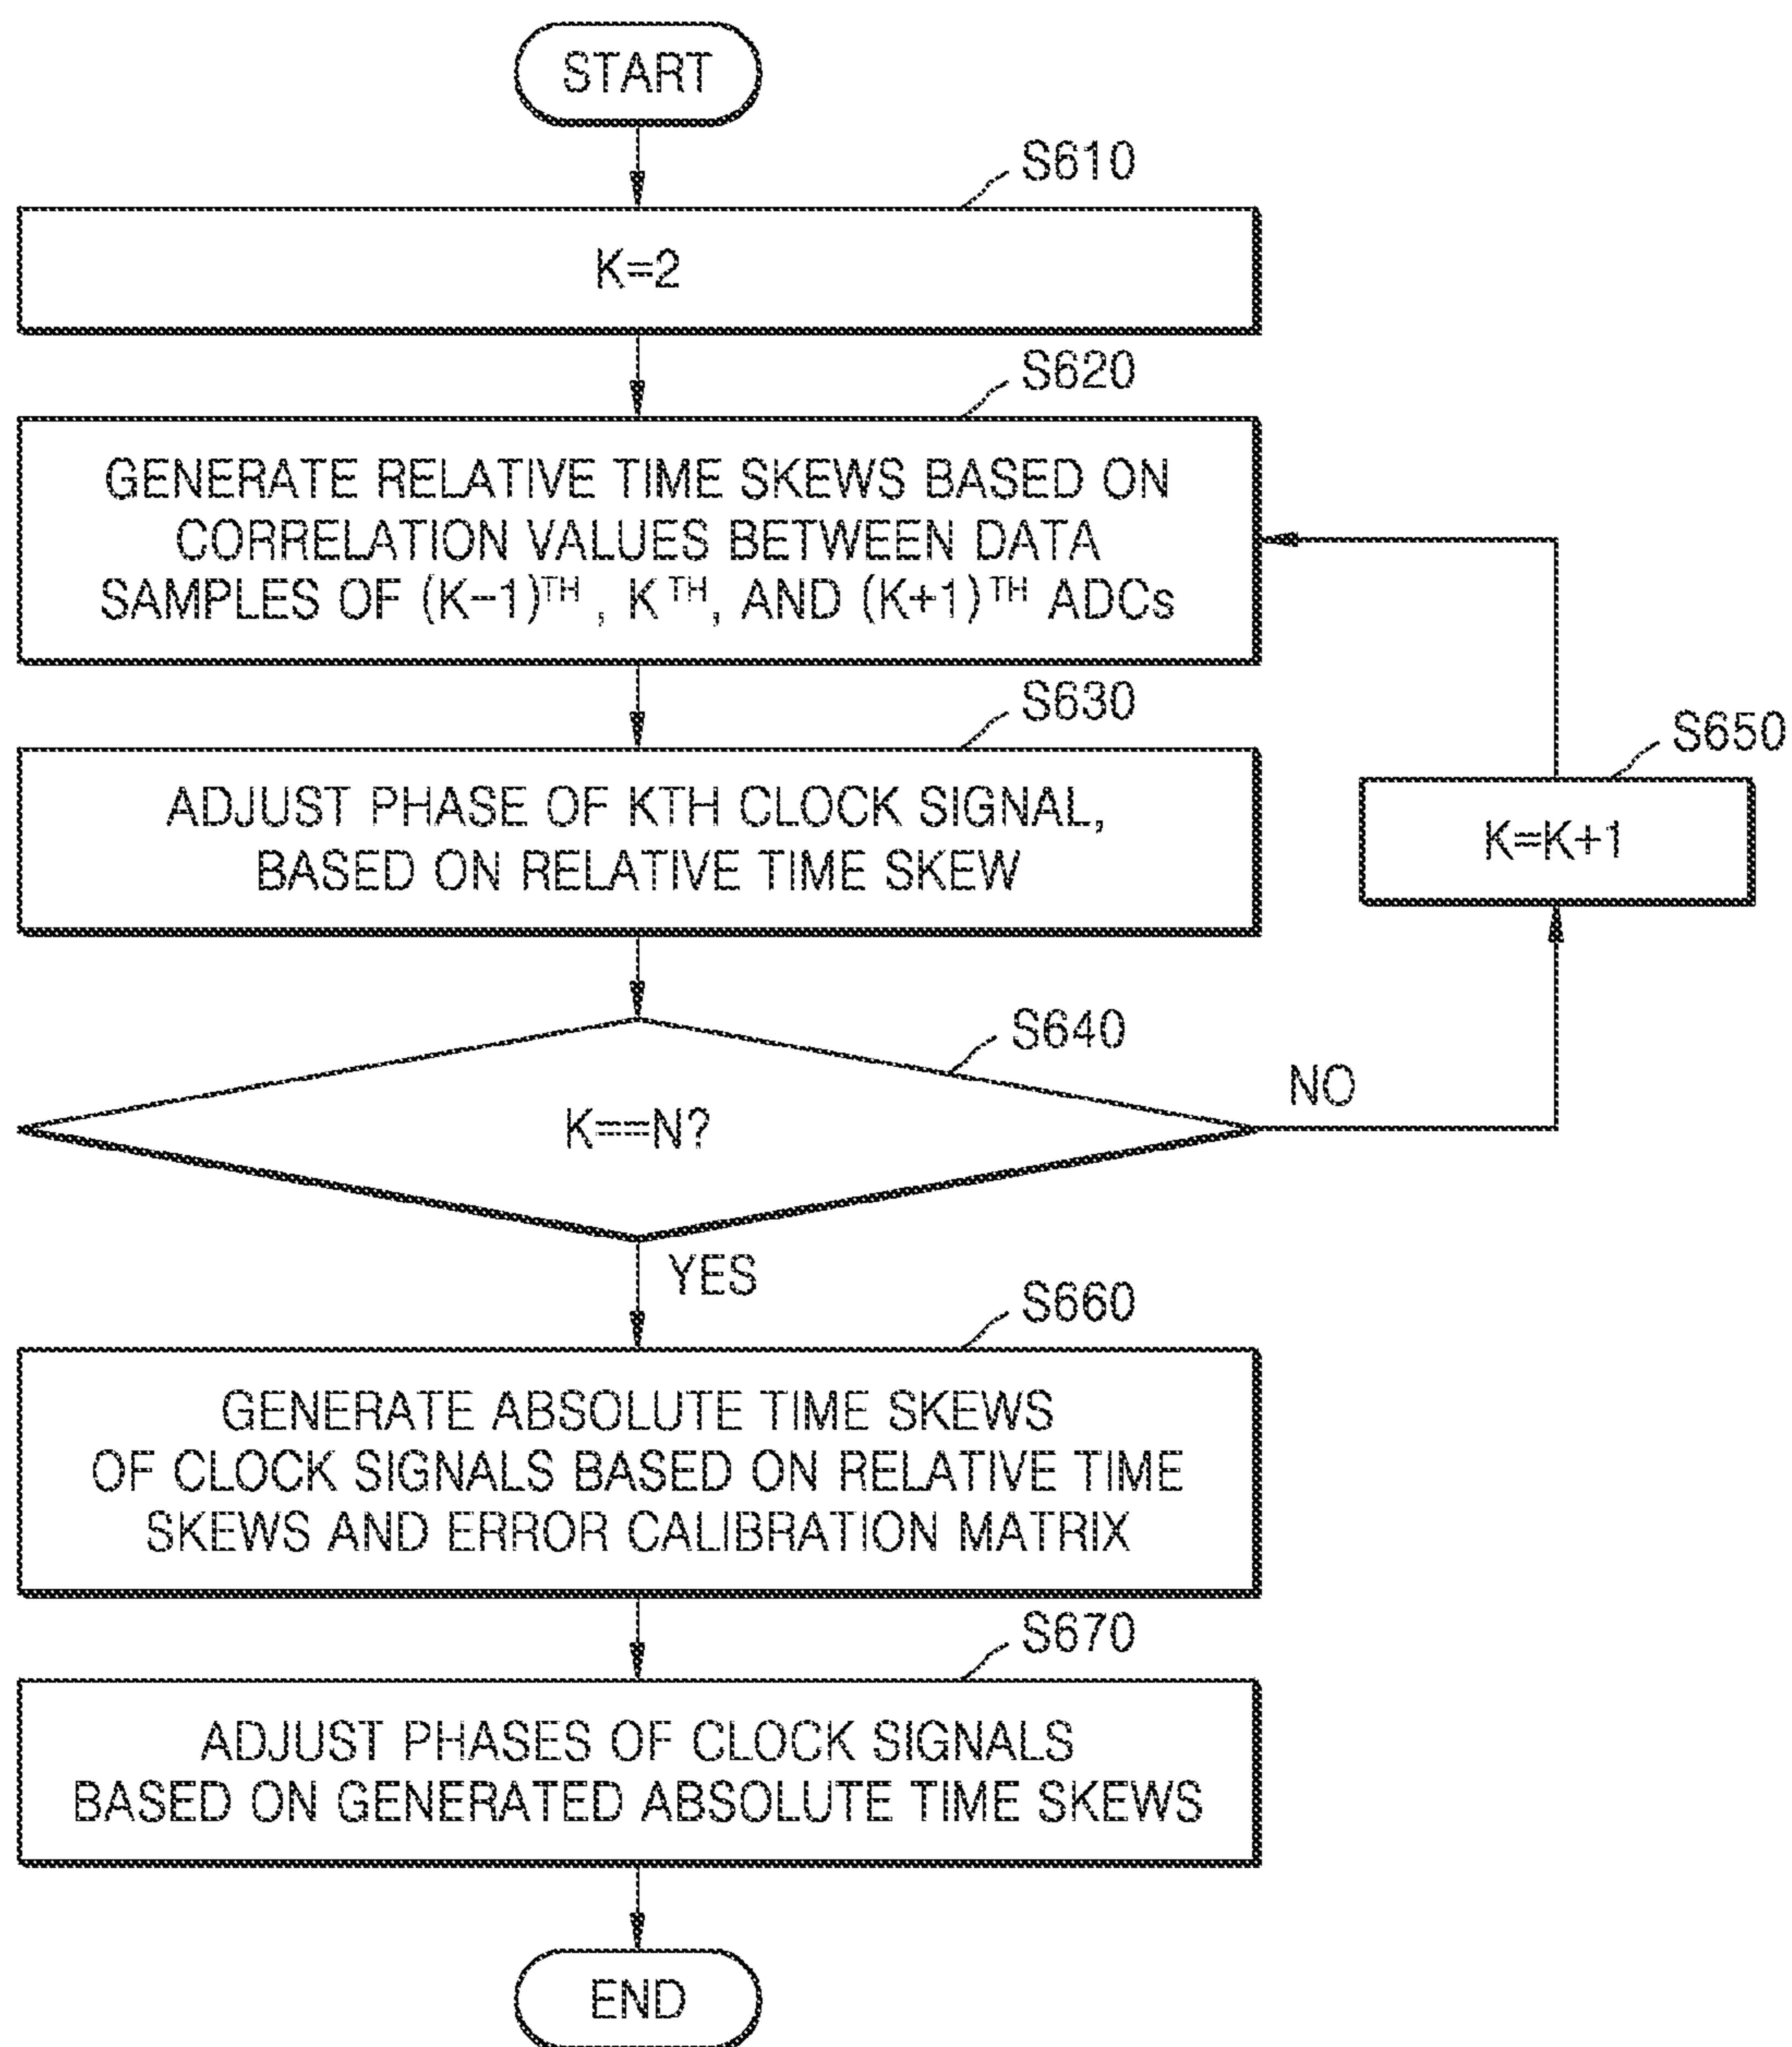 START
S610
K=2
S620
GENERATE RELATIVE TIME SKEWS BASED ON
CORRELATION VALUES BETWEEN DATA
SAMPLES OF (K-1)TH, KTH, AND (K+1)TH ADCs
S630
ADJUST PHASE OF KTH CLOCK SIGNAL,
BASED ON RELATIVE TIME SKEW
S650
K=K+1
S640
K==N?
NO
YES
S660
GENERATE ABSOLUTE TIME SKEWS
OF CLOCK SIGNALS BASED ON RELATIVE TIME
SKEWS AND ERROR CALIBRATION MATRIX
S670
ADJUST PHASES OF CLOCK SIGNALS
BASED ON GENERATED ABSOLUTE TIME SKEWS
END